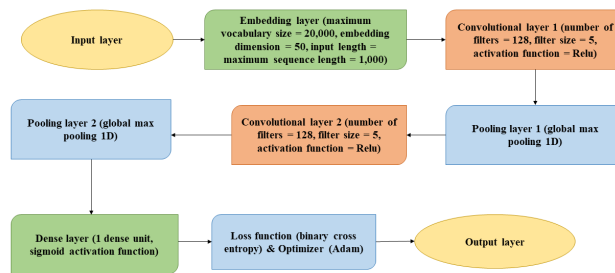 Input layer
Embedding layer (maximum
vocabulary size = 20,000, embedding
dimension = 50, input length =
maximum sequence length = 1,000)
Convolutional layer 1 (number of
filters = 128, filter size = 5,
activation function = Relu)
Pooling layer 2 (global max
pooling 1D)
Convolutional layer 2 (number of
filters = 128, filter size = 5,
activation function = Relu)
Pooling layer 1 (global max
pooling 1D)
Dense layer (1 dense unit,
sigmoid activation function)
Loss function (binary cross
entropy) & Optimizer (Adam)
Output layer